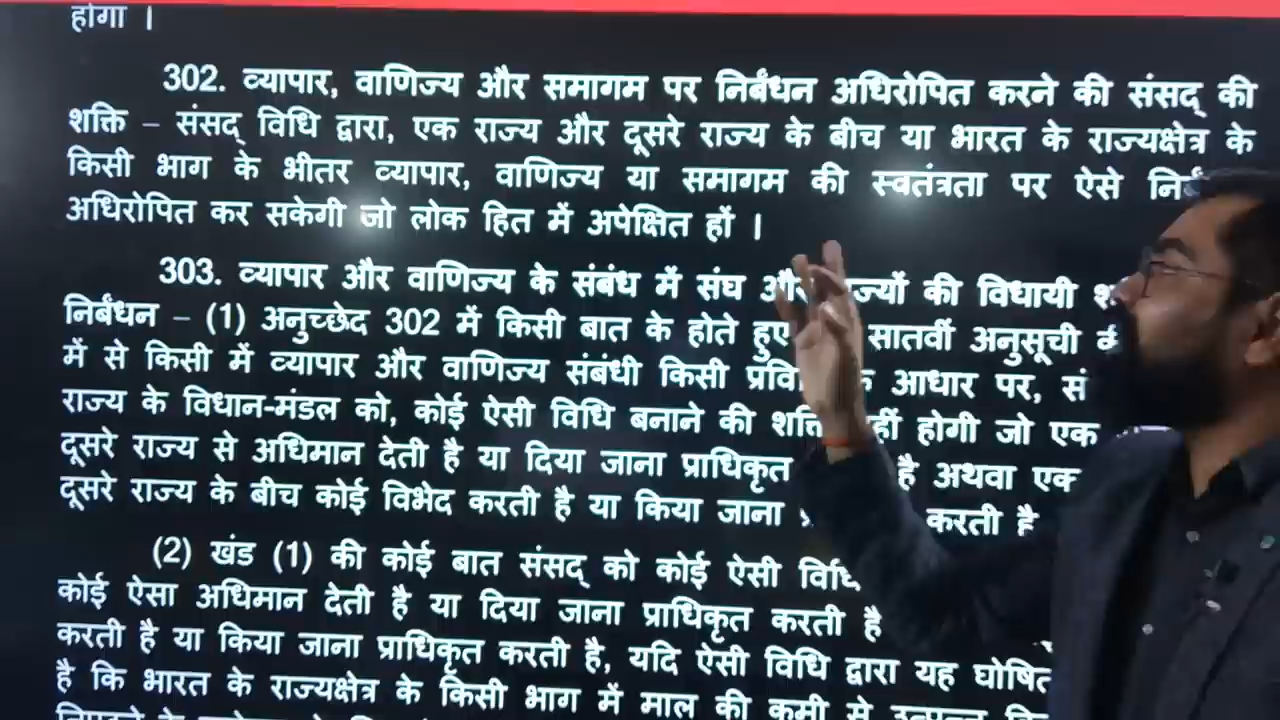 होगा ।
302. व्यापार, वाणिज्य और समागम पर निर्बंधन अधिरोपित करने की संसद् की
शक्ति – संसद् विधि द्वारा, एक राज्य और दूसरे राज्य के बीच या भारत के राज्यक्षेत्र के
किसी भाग के भीतर व्यापार, वाणिज्य या समागम की स्वतंत्रता पर ऐसे
अधिरोपित कर सकेगी जो लोक हित में अपेक्षित हों ।
303. व्यापार और वाणिज्य के संबंध में संघ और की विधायी
निर्बंधन – (1) अनुच्छेद 302 में किसी बात के होते हुए सातवीं अनुसूची
में से किसी में व्यापार और वाणिज्य संबंधी किसी आधार पर,
राज्य के विधान-मंडल को, कोई ऐसी विधि बनाने की होगी जो एक
दूसरे राज्य से अधिमान देती है या दिया जाना प्राधिकृत है अथवा एक
दूसरे राज्य के बीच कोई विभेद करती है या किया जाना करती है
(2) खंड (1) की कोई बात संसद् को कोई ऐसी
कोई ऐसा अधिमान देती है या दिया जाना प्राधिकृत करती है
करती है या किया जाना प्राधिकृत करती है, यदि ऐसी विधि द्वारा यह घोषित
है कि भारत के राज्यक्षेत्र के किसी भाग में माल की कमी से